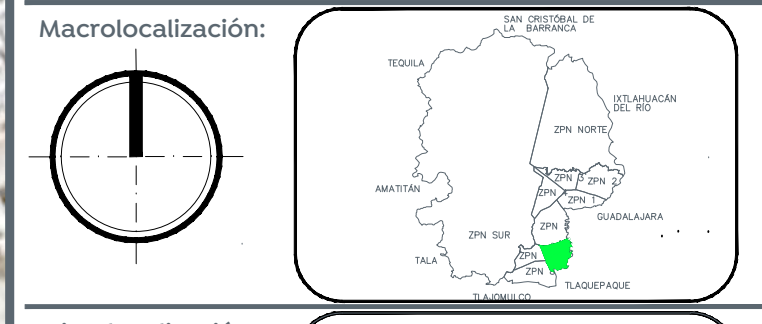 Macrolocalización:
SAN CRISTÓBAL DE
LA BARRANCA
TEQUILA
IXTLAHUACÁN
DEL RÍO
ZPN NORTE
ZPN 3
ZPN 2
AMATITÁN
ZPN
ZPN 1
GUADALAJARA
ZPN
ZPN SUR
ZPN
TALA
ZPN
TLAQUEPAQUE
TLAJOMULCO